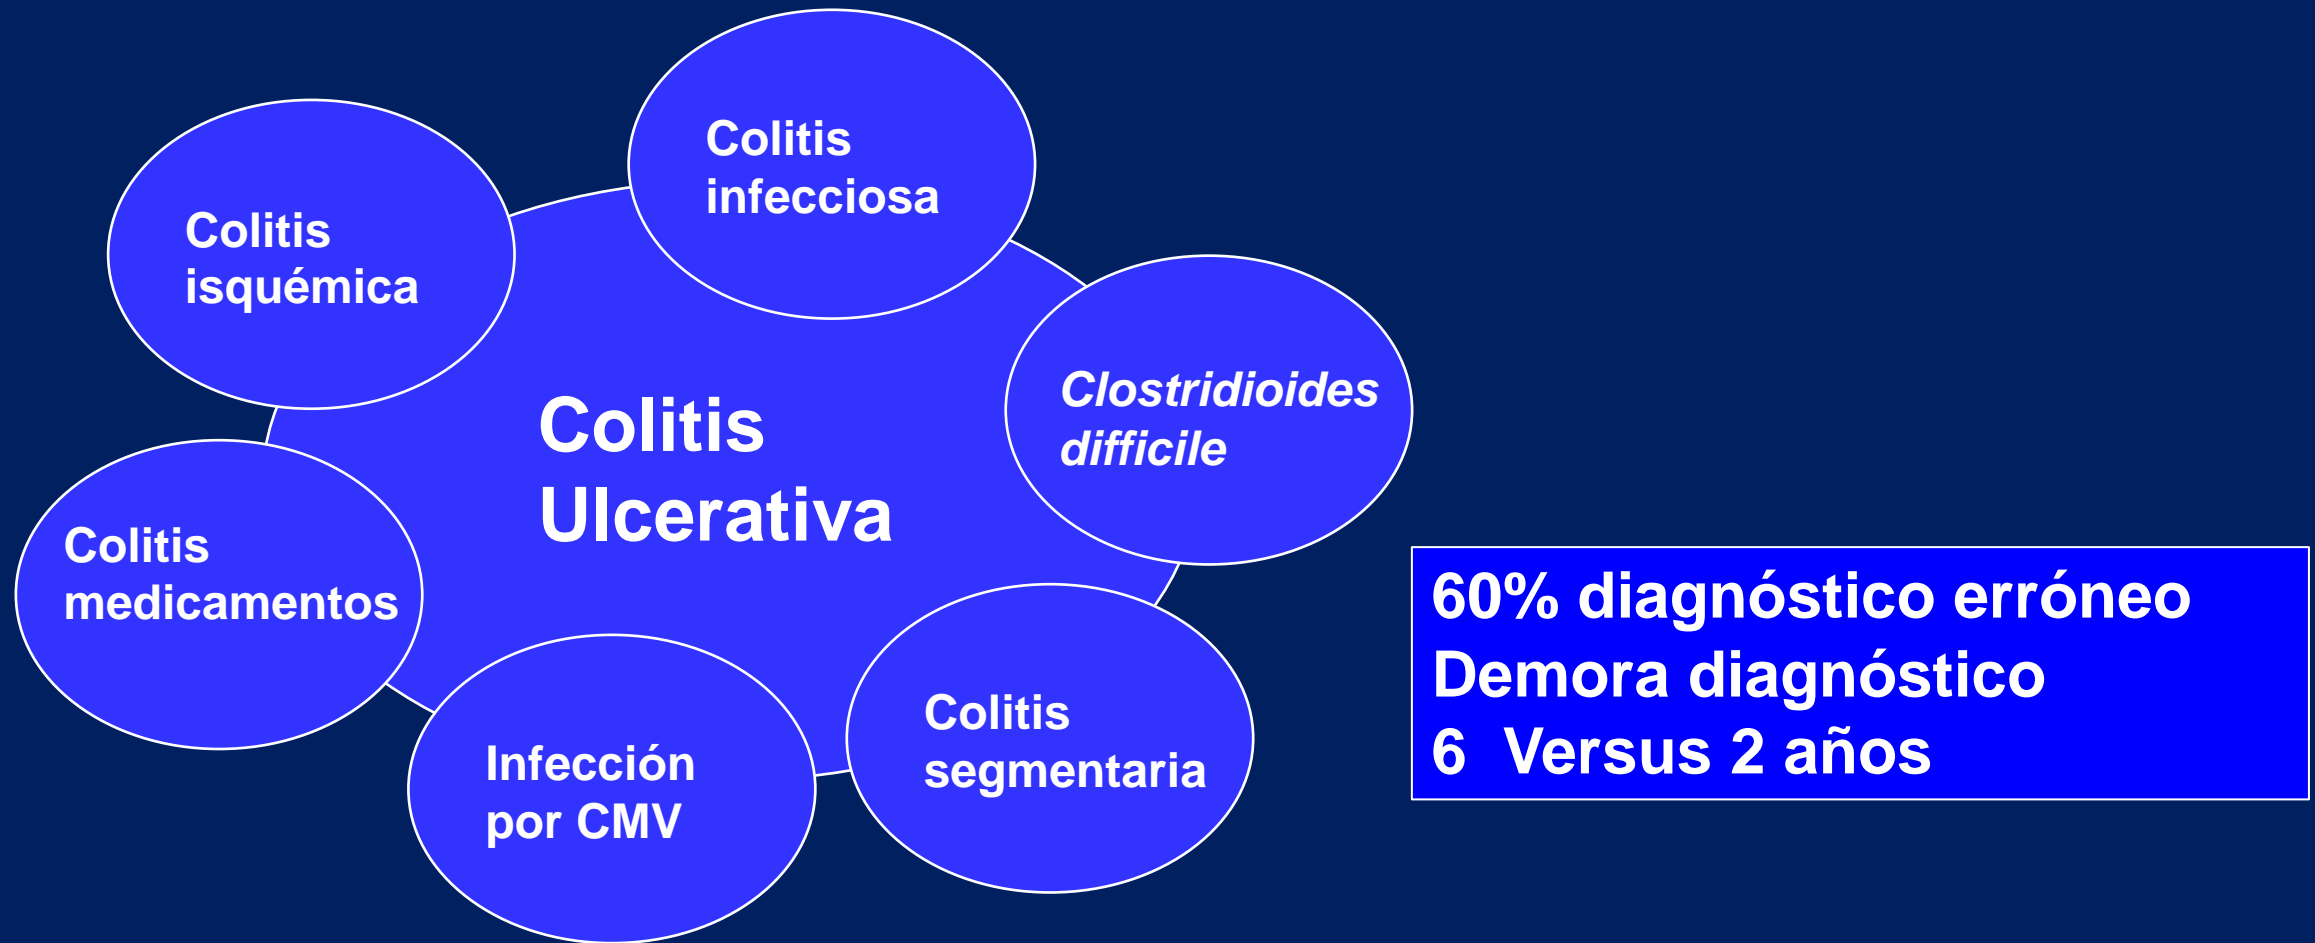 Colitis
infecciosa
Colitis
isquémica
Clostridioides
difficile
Colitis
Ulcerativa
Colitis
medicamentos
60% diagnóstico erróneo
Demora diagnóstico
6  Versus 2 años
Colitis
segmentaria
Infección
por CMV